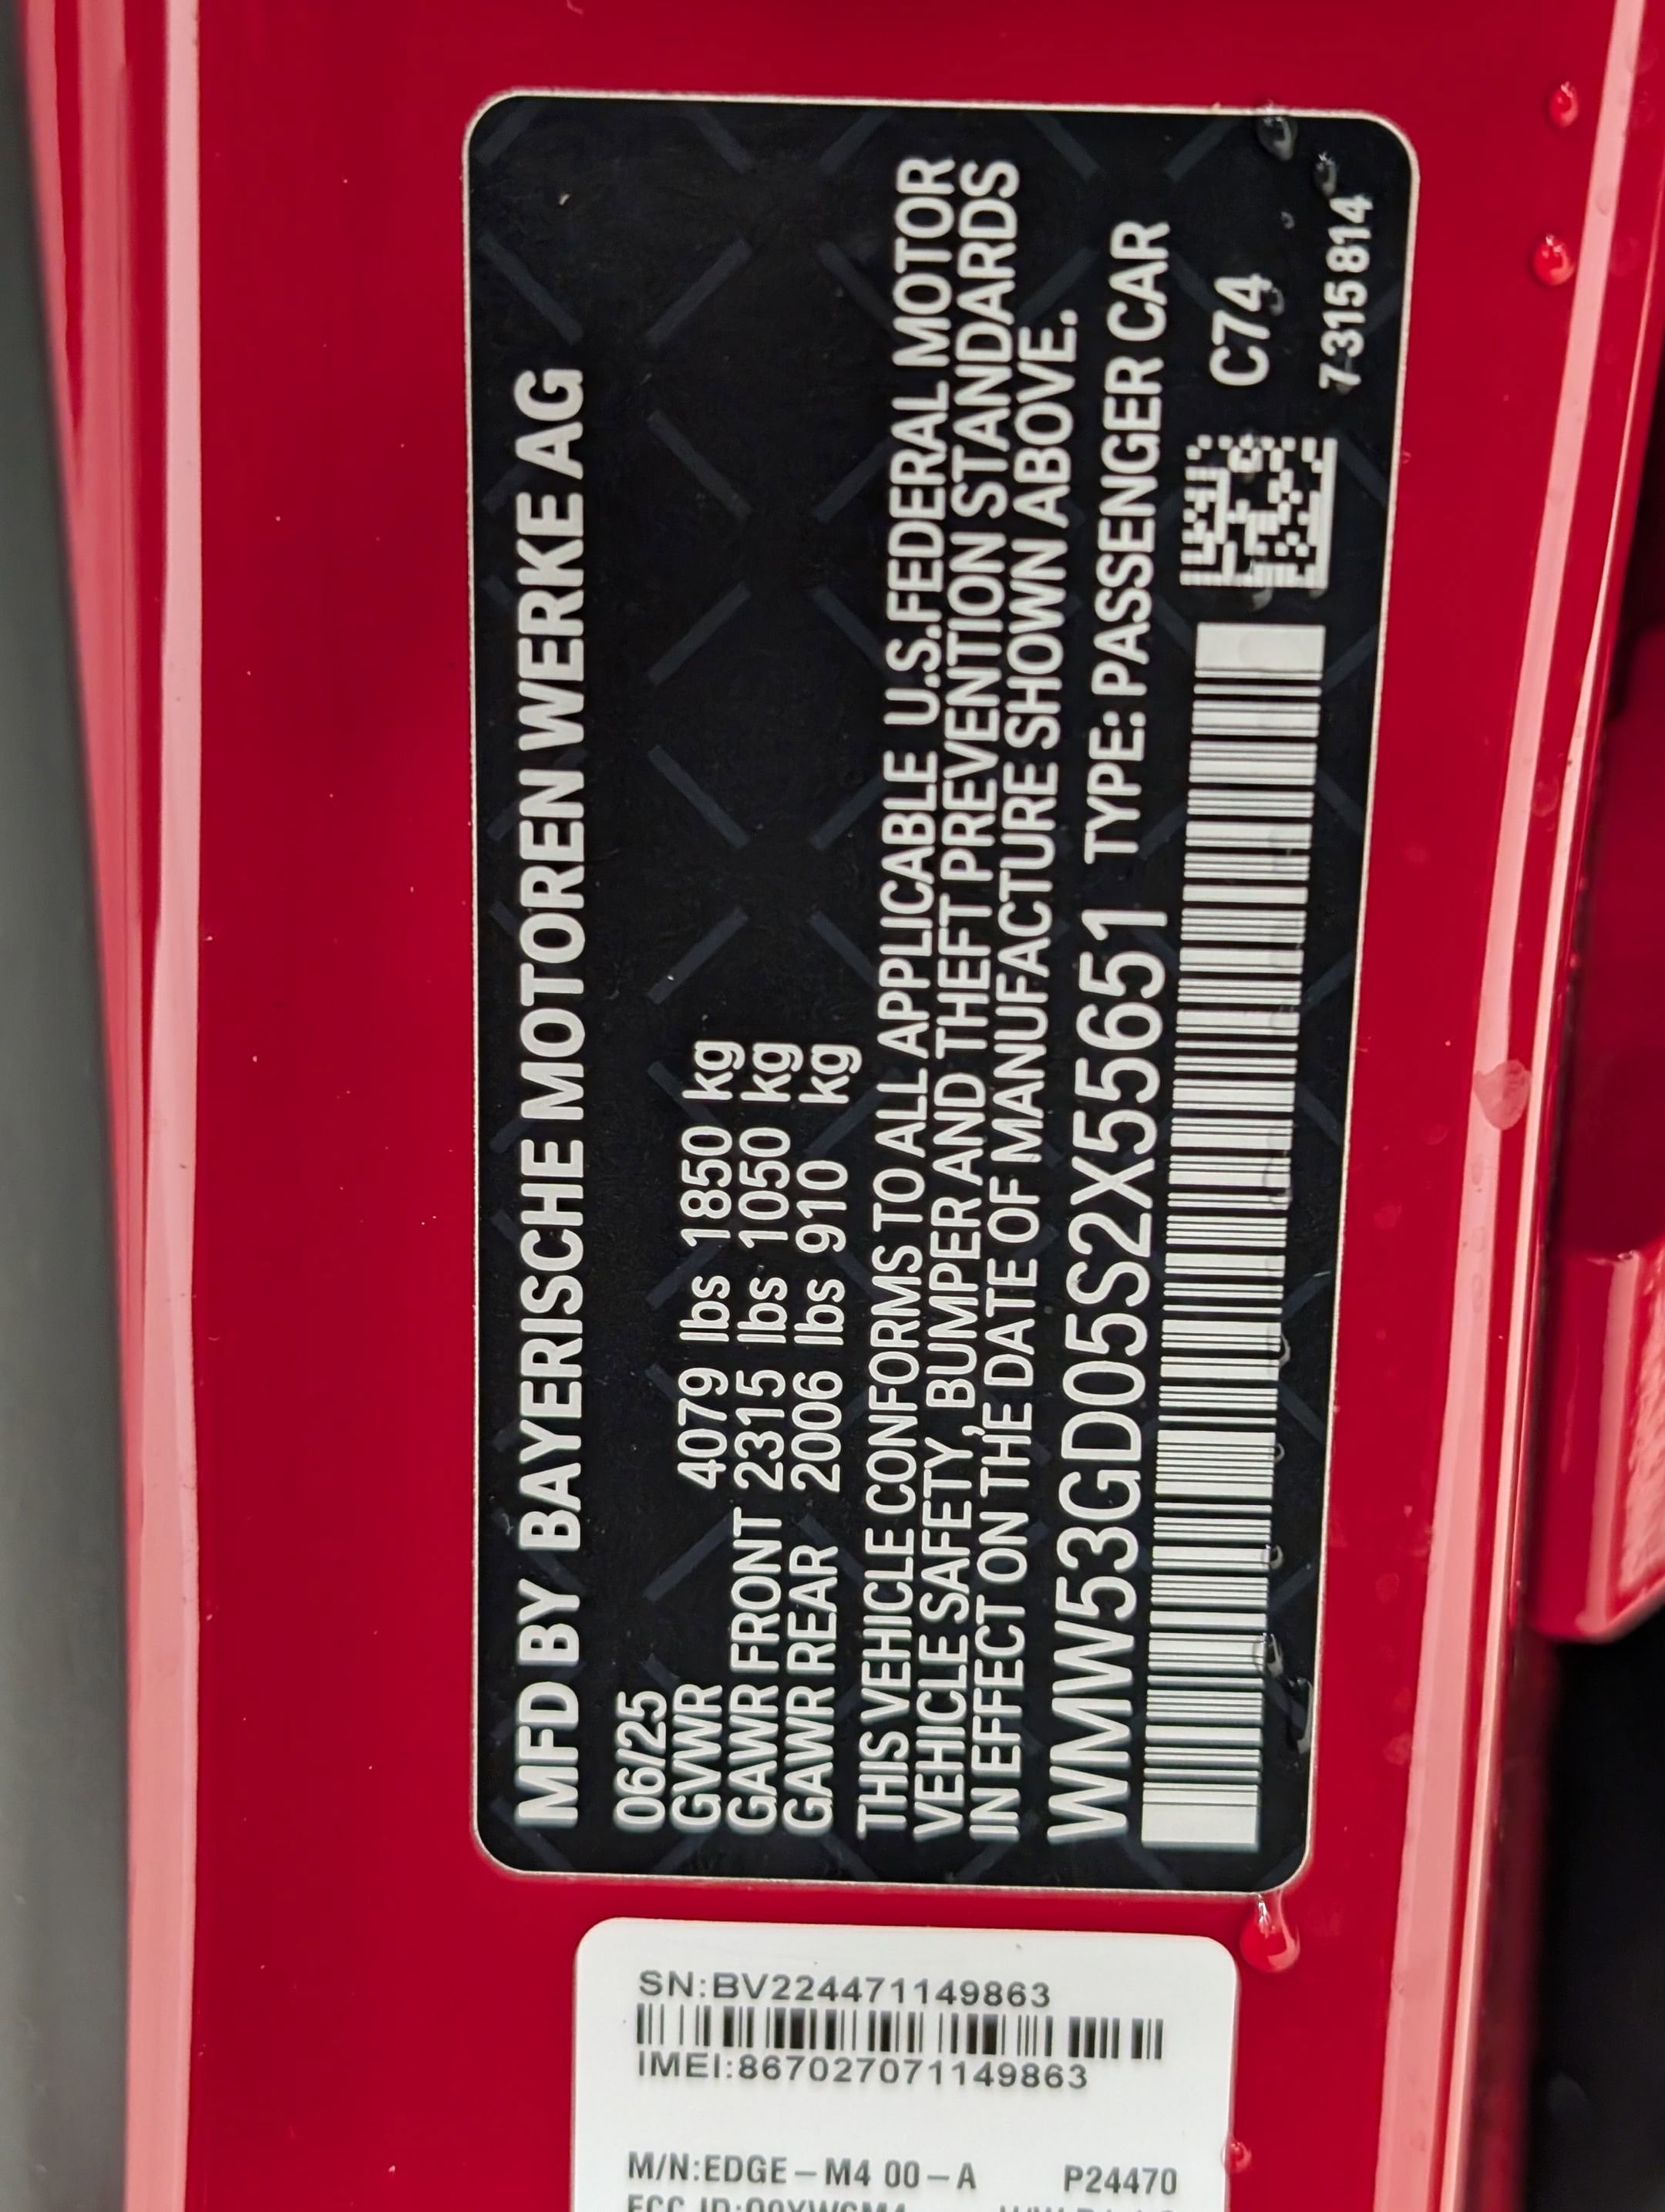 MFD BY BAYERISCHE MOTOREN WERKE AG
06/25
GVWR 4079 lbs 1850 kg
GAWR FRONT 2315 lbs 1050 kg
GAWR REAR 2006 lbs 910 kg
THIS VEHICLE CONFORMS TO ALL APPLICABLE U.S.FEDERAL MOTOR
VEHICLE SAFETY, BUMPER AND THEFT PREVENTION STANDARDS
IN EFFECT ON THE DATE OF MANUFACTURE SHOWN ABOVE.
WMW53GD05S2X55651 TYPE: PASSENGER CAR
C74
7 315 814
SN:BV224471149863
IMEI:867027071149863
M/N:EDGE-M4 00-A P24470
FCC ID: